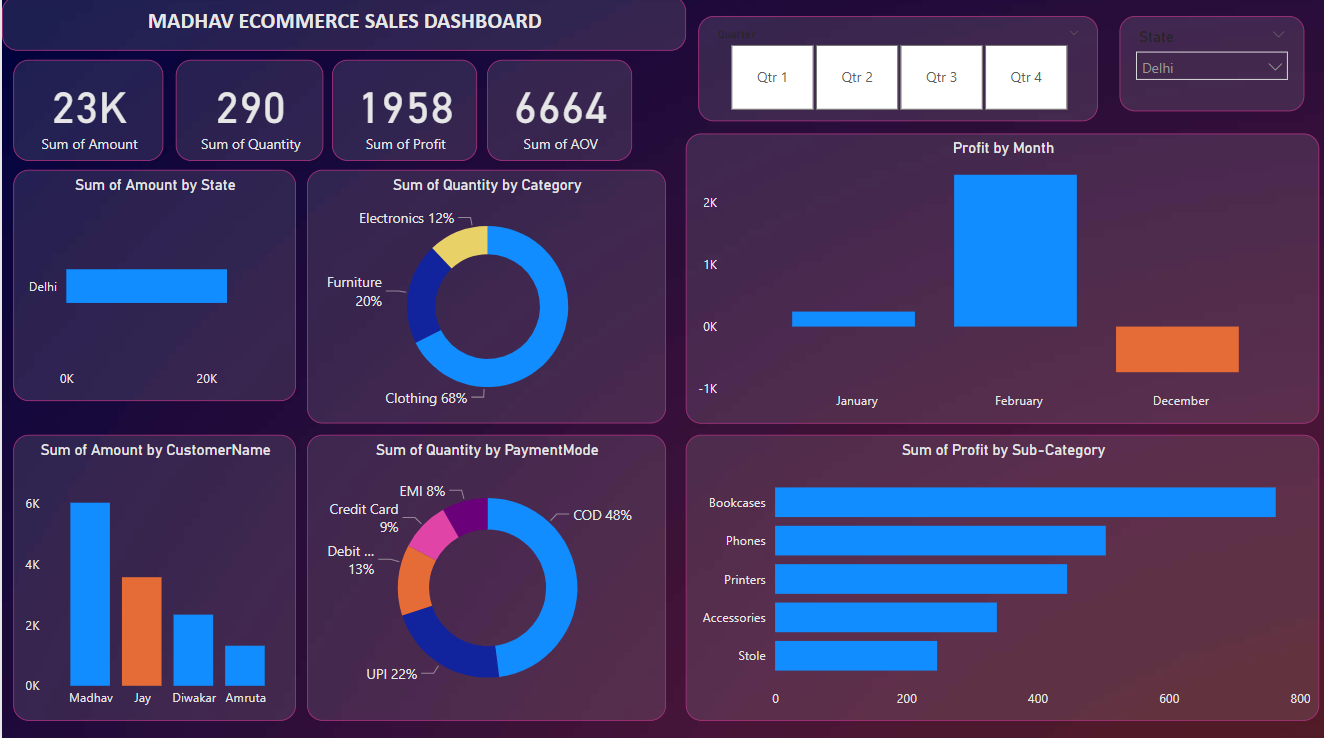 MADHAV ECOMMERCE SALES DASHBOARD
Quarter
Qtr 1
Qtr 2
Qtr 3
Qtr 4
State
Delhi
23K
Sum of Amount
290
Sum of Quantity
1958
Sum of Profit
6664
Sum of AOV
Sum of Amount by State
Delhi
0K
20K
Sum of Quantity by Category
Electronics 12%
Furniture
20%
Clothing 68%
Profit by Month
2K
1K
0K
-1K
January
February
December
Sum of Amount by CustomerName
6K
4K
2K
0K
Madhav
Jay
Diwakar
Amruta
Sum of Quantity by PaymentMode
EMI 8%
Credit Card
9%
Debit ...
13%
UPI 22%
COD 48%
Sum of Profit by Sub-Category
Bookcases
Phones
Printers
Accessories
Stole
0
200
400
600
800